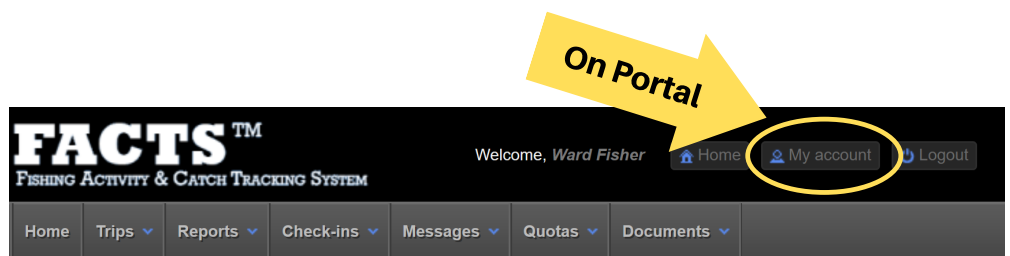 On Portal
FACTS™
FISHING ACTIVITY & CATCH TRACKING SYSTEM
Welcome, Ward Fisher
Home
My account
Logout
Home Trips Reports Check-ins Messages Quotas Documents